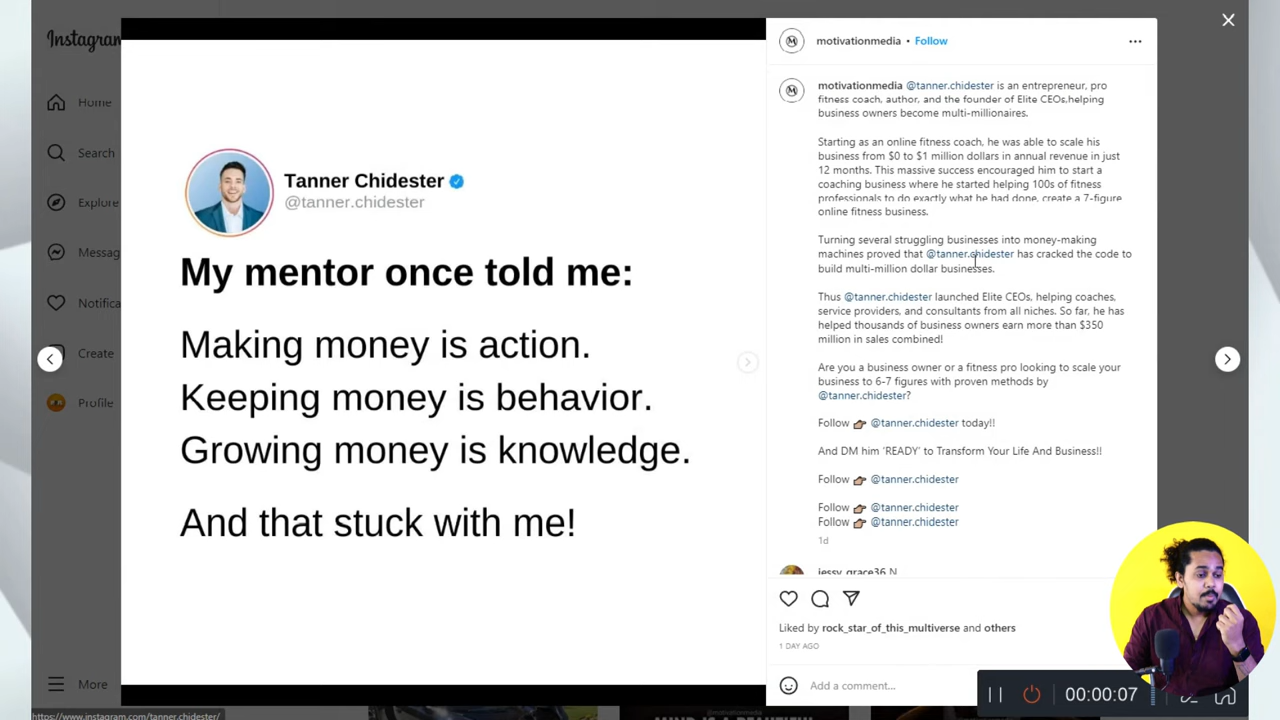 Instagram
Home
Search
Explore
Messag
Notifica
Create
Profile
More
https://www.instagram.com/tanner.chidester/
Tanner Chidester
@tanner.chidester
My mentor once told me:
Making money is action.
Keeping money is behavior.
Growing money is knowledge.
And that stuck with me!
motivationmedia • Follow
motivationmedia @tanner.chidester is an entrepreneur, pro
fitness coach, author, and the founder of Elite CEOs,helping
business owners become multi-millionaires.
Starting as an online fitness coach, he was able to scale his
business from $0 to $1 million dollars in annual revenue in just
12 months. This massive success encouraged him to start a
coaching business where he started helping 100s of fitness
professionals to do exactly what he had done, create a 7-figure
online fitness business.
Turning several struggling businesses into money-making
machines proved that @tanner.chidester has cracked the code to
build multi-million dollar businesses.
Thus @tanner.chidester launched Elite CEOs, helping coaches,
service providers, and consultants from all niches. So far, he has
helped thousands of business owners earn more than $350
million in sales combined!
Are you a business owner or a fitness pro looking to scale your
business to 6-7 figures with proven methods by
@tanner.chidester?
Follow 👉🏽 @tanner.chidester today!!
And DM him 'READY' to Transform Your Life And Business!!
Follow 👉🏽 @tanner.chidester
Follow 👉🏽 @tanner.chidester
Follow 👉🏽 @tanner.chidester
1d
jessy_grace36 N
Liked by rock_star_of_this_multiverse and others
1 DAY AGO
Add a comment...
00:00:07